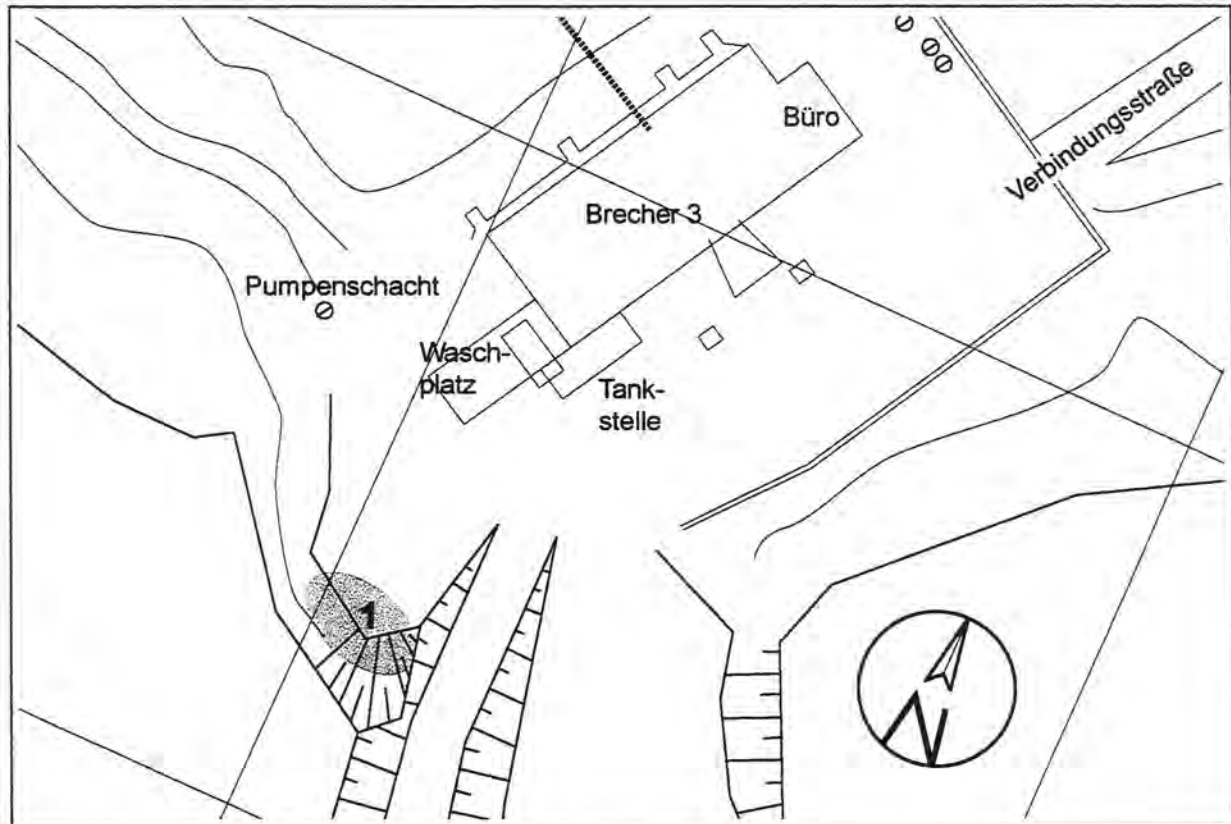 Büro
Verbindungsstraße
Brecher 3
Pumpenschacht
Wasch-
platz
Tank-
stelle
1
N